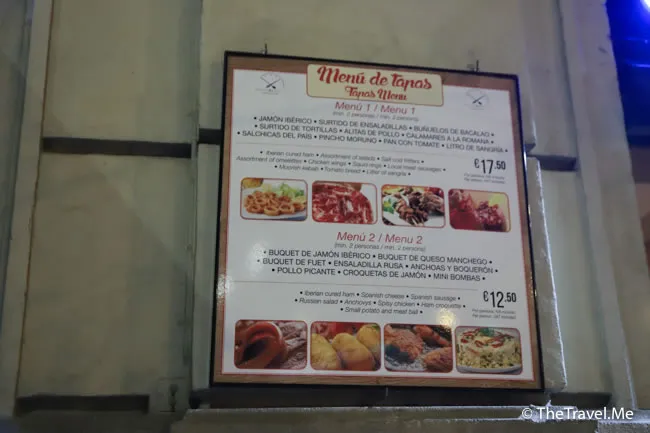 Menú de tapas
Tapas Menu
Menú 1 / Menu 1
(min. 2 personas / min. 2 persons)
• JAMÓN IBÉRICO • SURTIDO DE ENSALADILLAS • BUÑUELOS DE BACALAO •
• SURTIDO DE TORTILLAS • ALITAS DE POLLO • CALAMARES A LA ROMANA •
• SALCHICAS DEL PAÍS • PINCHO MORUNO • PAN CON TOMATE • LITRO DE SANGRÍA •
• Iberian cured ham • Assortment of salads • Salt cod fritters •
Assortment of omelettes • Chicken wings • Squid rings • Local meat sausages •
• Moorish kebab • Tomato bread • Liter of sangria •
€17.50
Menú 2 / Menu 2
(min. 2 personas / min. 2 persons)
• BUQUET DE JAMÓN IBÉRICO • BUQUET DE QUESO MANCHEGO •
• BUQUET DE FUET • ENSALADILLA RUSA • ANCHOAS Y BOQUERÓN •
• POLLO PICANTE • CROQUETAS DE JAMÓN • MINI BOMBAS •
• Iberian cured ham • Spanish cheese • Spanish sausage •
• Russian salad • Anchovys • Spicy chicken • Ham croquette •
• Small potato and meat ball •
€12.50
© TheTravel.Me